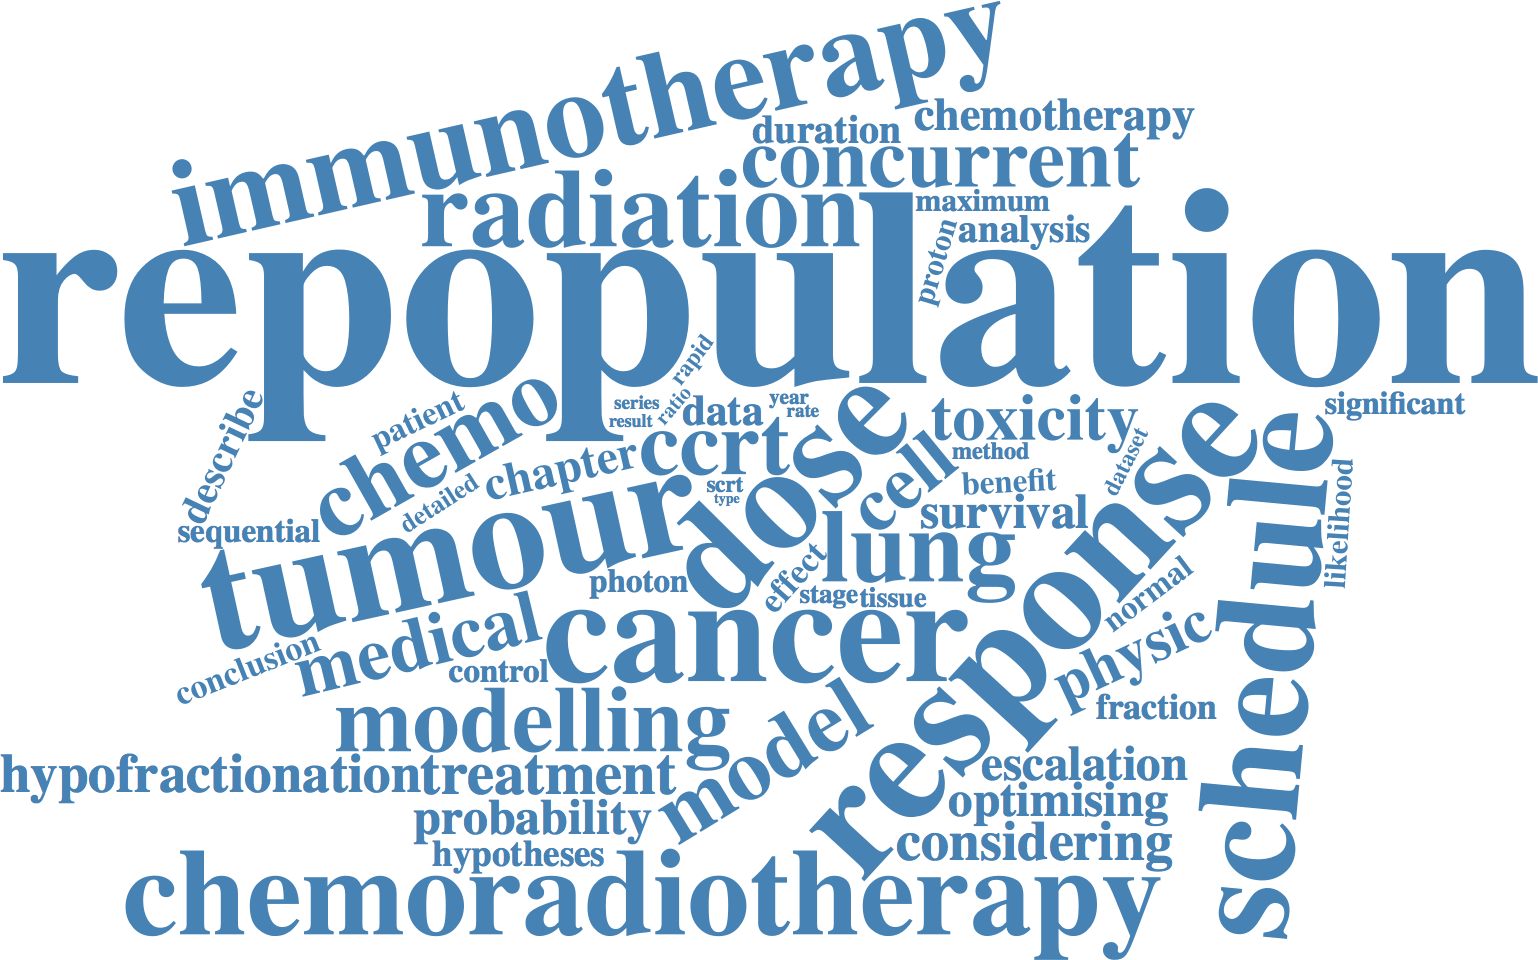 immunotherapy
duration
chemotherapy
concurrent
radiation
maximum
analysis
proton
repopulation
rapid
ratio
series
result
data
year
rate
significant
describe
patient
chemo
chapter
detailed
ccrt
scrt
type
dose
toxicity
method
cell
benefit
dataset
survival
likelihood
sequential
tumour
lung
photon
effect
stage
tissue
normal
response
schedule
conclusion
medical
control
cancer
physic
fraction
modelling
model
hypofractionation
treatment
escalation
optimising
probability
considering
hypotheses
chemoradiotherapy